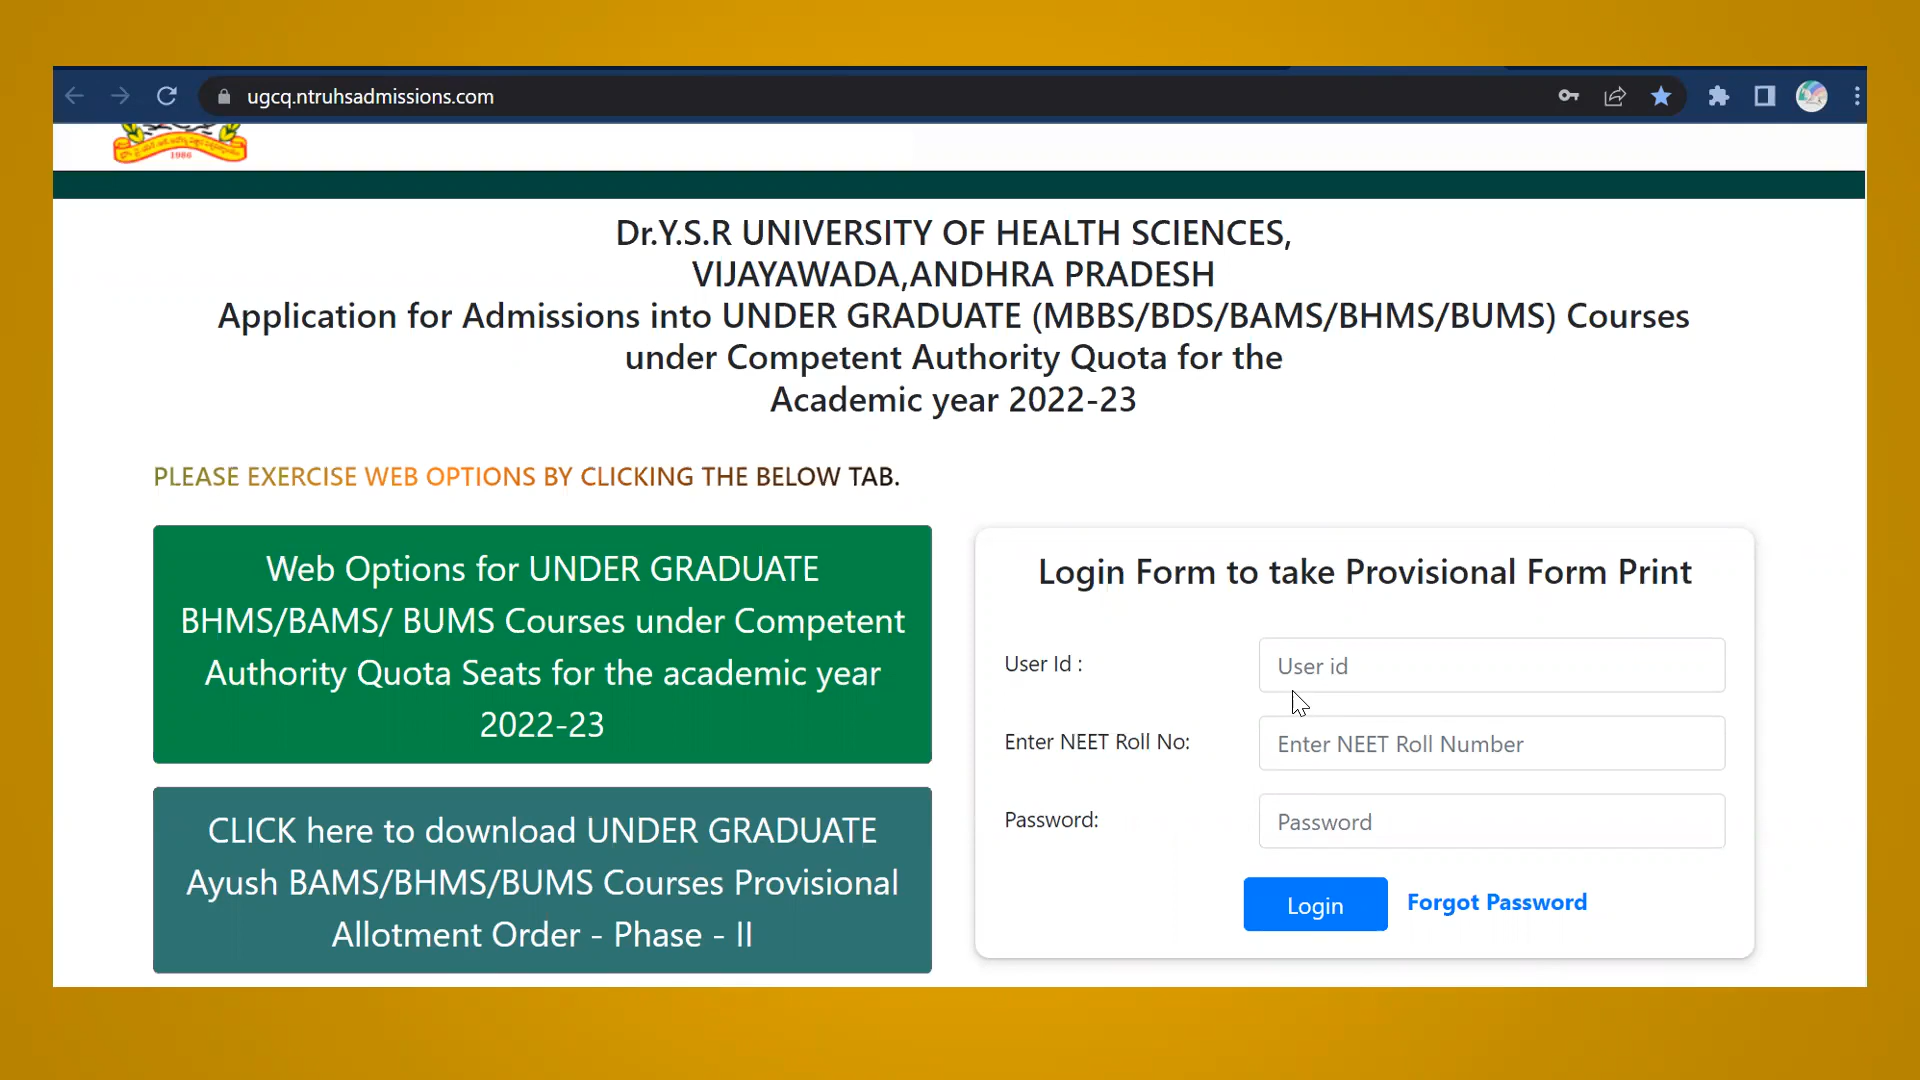 ugcq.ntruhsadmissions.com
1986
Dr.Y.S.R UNIVERSITY OF HEALTH SCIENCES,
VIJAYAWADA,ANDHRA PRADESH
Application for Admissions into UNDER GRADUATE (MBBS/BDS/BAMS/BHMS/BUMS) Courses
under Competent Authority Quota for the
Academic year 2022-23
PLEASE EXERCISE WEB OPTIONS BY CLICKING THE BELOW TAB.
Web Options for UNDER GRADUATE
BHMS/BAMS/ BUMS Courses under Competent
Authority Quota Seats for the academic year
2022-23
CLICK here to download UNDER GRADUATE
Ayush BAMS/BHMS/BUMS Courses Provisional
Allotment Order - Phase - II
Login Form to take Provisional Form Print
User Id :
User id
Enter NEET Roll No:
Enter NEET Roll Number
Password:
Password
Login
Forgot Password